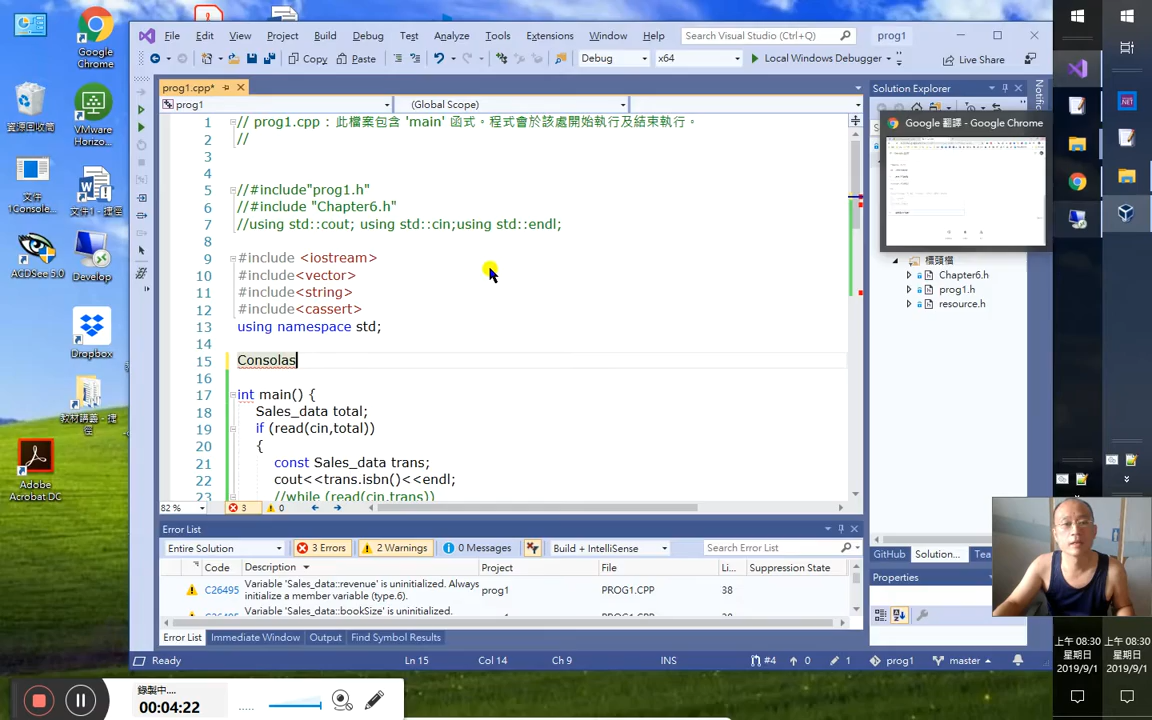 File Edit View Project Build Debug Test Analyze Tools Extensions Window Help Search Visual Studio (Ctrl+Q) prog1
Copy Paste Debug x64 Local Windows Debugger Live Share
prog1.cpp*
Solution Explorer
prog1 (Global Scope)
Notifi
Google 翻譯 - Google Chrome
1 // prog1.cpp : 此檔案包含 'main' 函式。程式會於該處開始執行及結束執行。
2 //
3
4
5 //#include"prog1.h"
6 //#include "Chapter6.h"
7 //using std::cout; using std::cin;using std::endl;
8
9 #include <iostream>
10 #include<vector>
11 #include<string>
12 #include<cassert>
13 using namespace std;
14
15 Consolas
16
17 int main() {
18 Sales_data total;
19 if (read(cin,total))
20 {
21 const Sales_data trans;
22 cout<<trans.isbn()<<endl;
23 //while (read(cin,trans))
標頭檔
Chapter6.h
prog1.h
resource.h
82 % 3 0
GitHub Solution... Tea
Properties
Error List
Entire Solution 3 Errors 2 Warnings 0 Messages Build + IntelliSense Search Error List
Code Description Project File Li... Suppression State
C26495 Variable 'Sales_data::revenue' is uninitialized. Always initialize a member variable (type.6). prog1 PROG1.CPP 38
Variable 'Sales_data::bookSize' is uninitialized.
Error List Immediate Window Output Find Symbol Results
Ready Ln 15 Col 14 Ch 9 INS #4 0 1 prog1 master
Google
Chrome
資源回收筒
VMware
Horizo...
文件
1Console...
文件1 - 捷徑
ACDSee 5.0
Develop
Dropbox
教材講義 - 捷
徑
Adobe
Acrobat DC
錄製中....
00:04:22
上午 08:30
星期日
2019/9/1
上午 08:30
星期日
2019/9/1